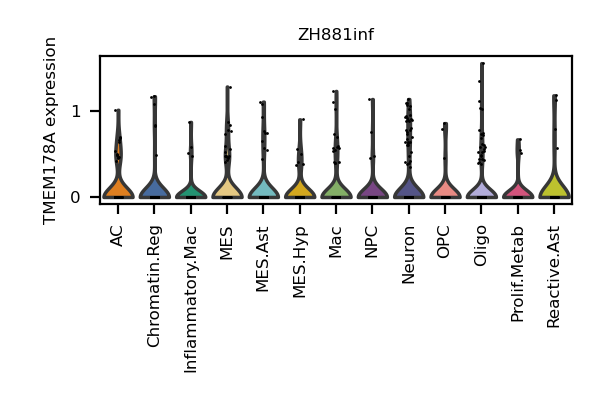 ZH881inf
TMEM178A expression
1
0
AC
Chromatin.Reg
Inflammatory.Mac
MES
MES.Ast
MES.Hyp
Mac
NPC
Neuron
OPC
Oligo
Prolif.Metab
Reactive.Ast